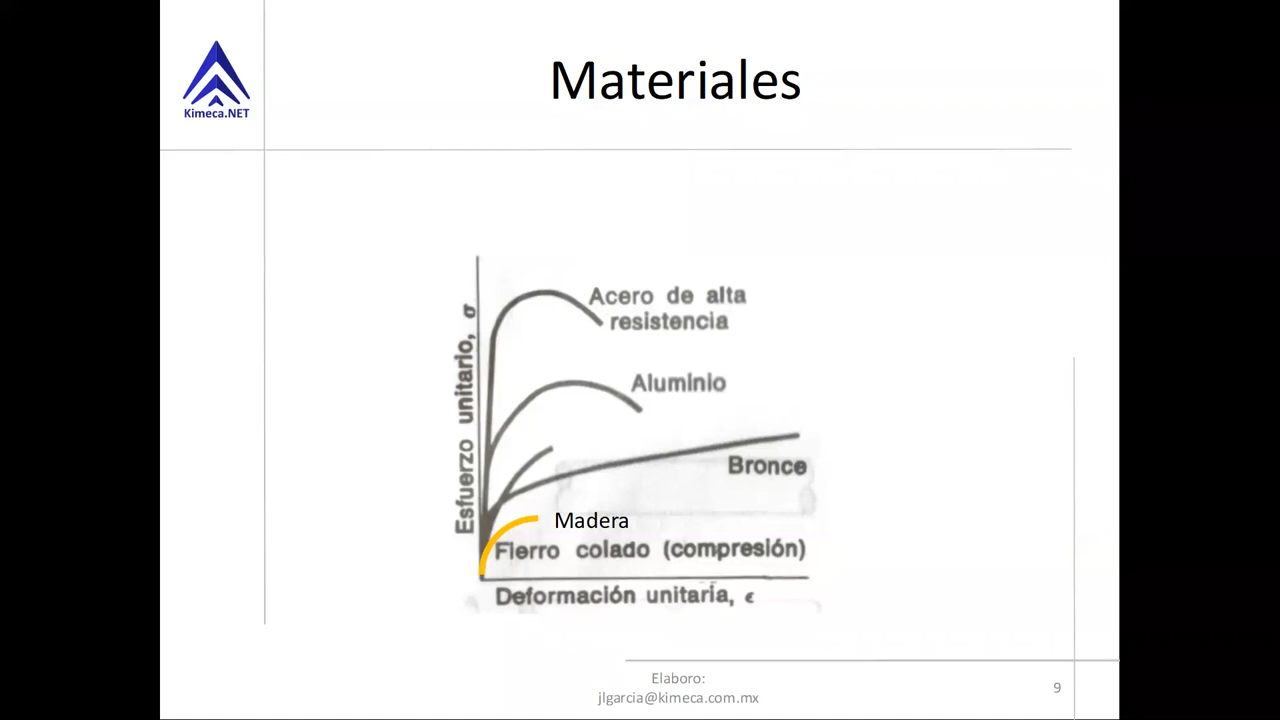 Kimeca.NET
Materiales
Esfuerzo unitario, σ
Acero de alta
resistencia
Aluminio
Bronce
Madera
Fierro colado (compresión)
Deformación unitaria, ϵ
Elaboro:
jlgarcia@kimeca.com.mx
9